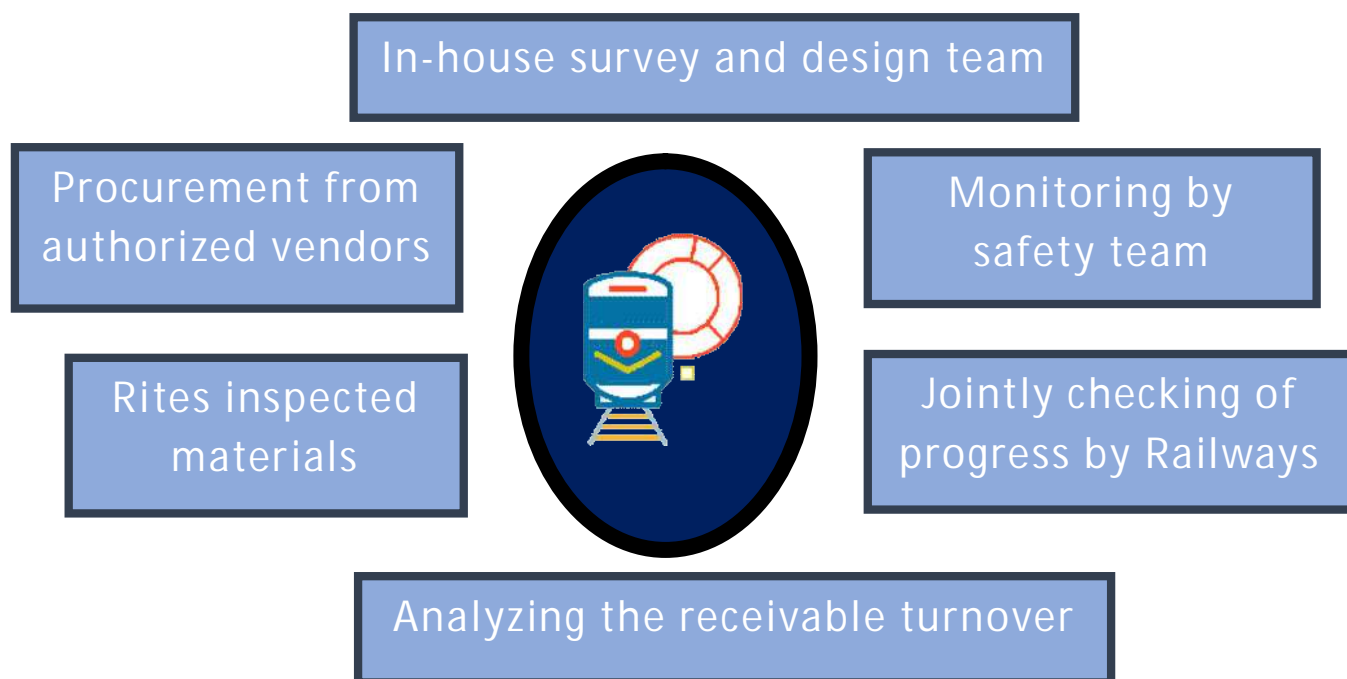 In-house survey and design team
Procurement from
authorized vendors
Monitoring by
safety team
Rites inspected
materials
Jointly checking of
progress by Railways
Analyzing the receivable turnover